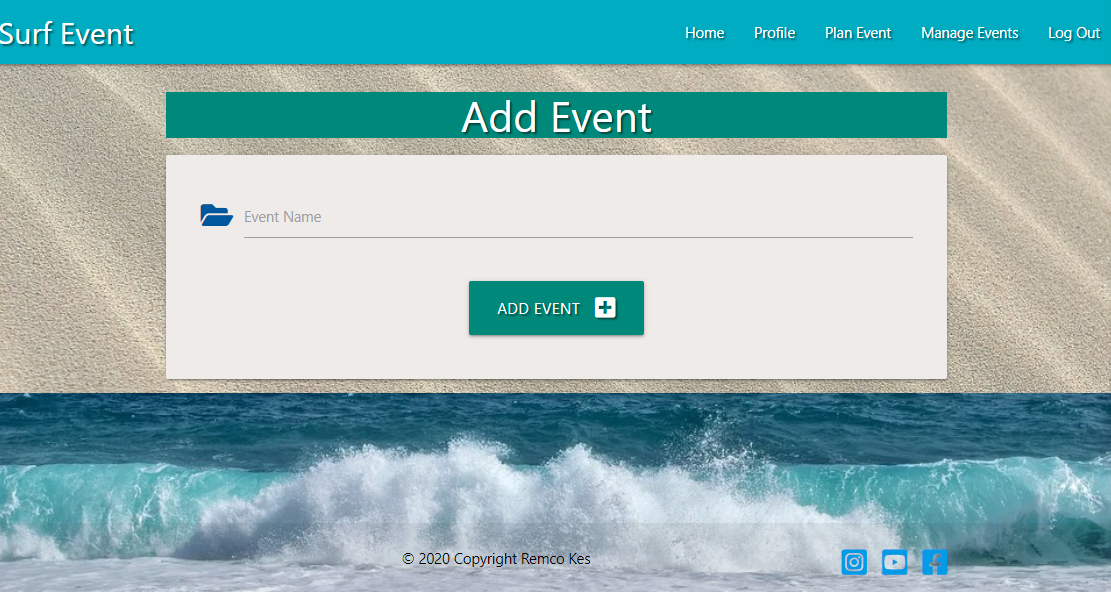 Surf Event
Home Profile Plan Event Manage Events Log Out
Add Event
Event Name
ADD EVENT
© 2020 Copyright Remco Kes